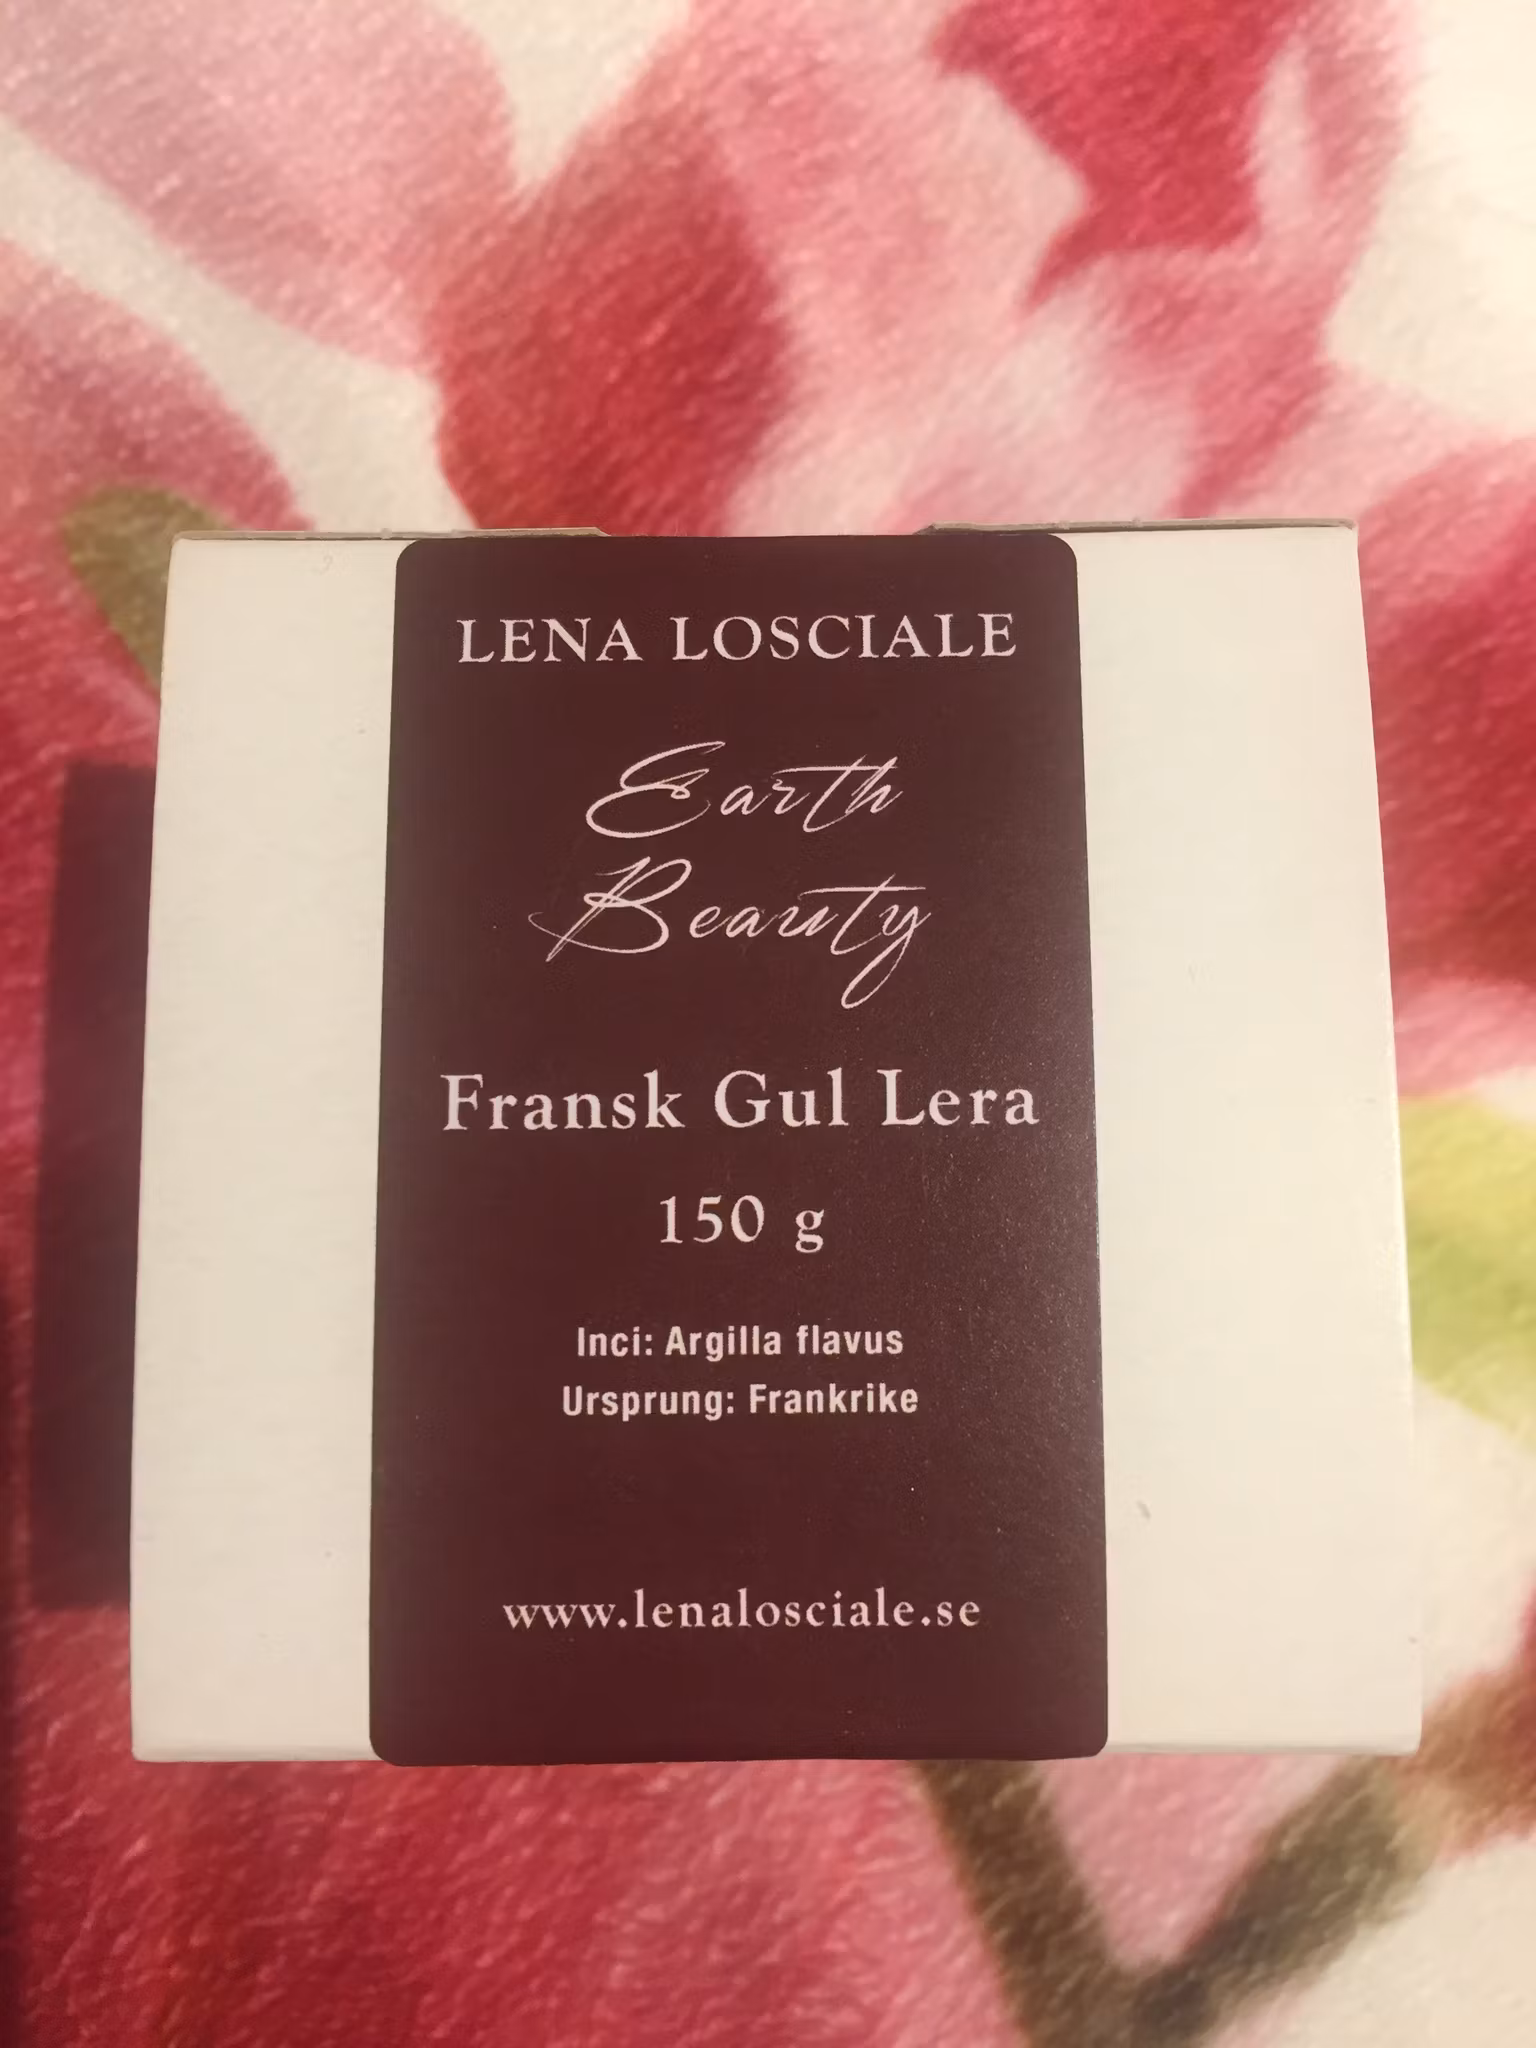 LENA LOSCIALE
Earth
Beauty
Fransk Gul Lera
150 g
Inci: Argilla flavus
Ursprung: Frankrike
www.lenalosciale.se